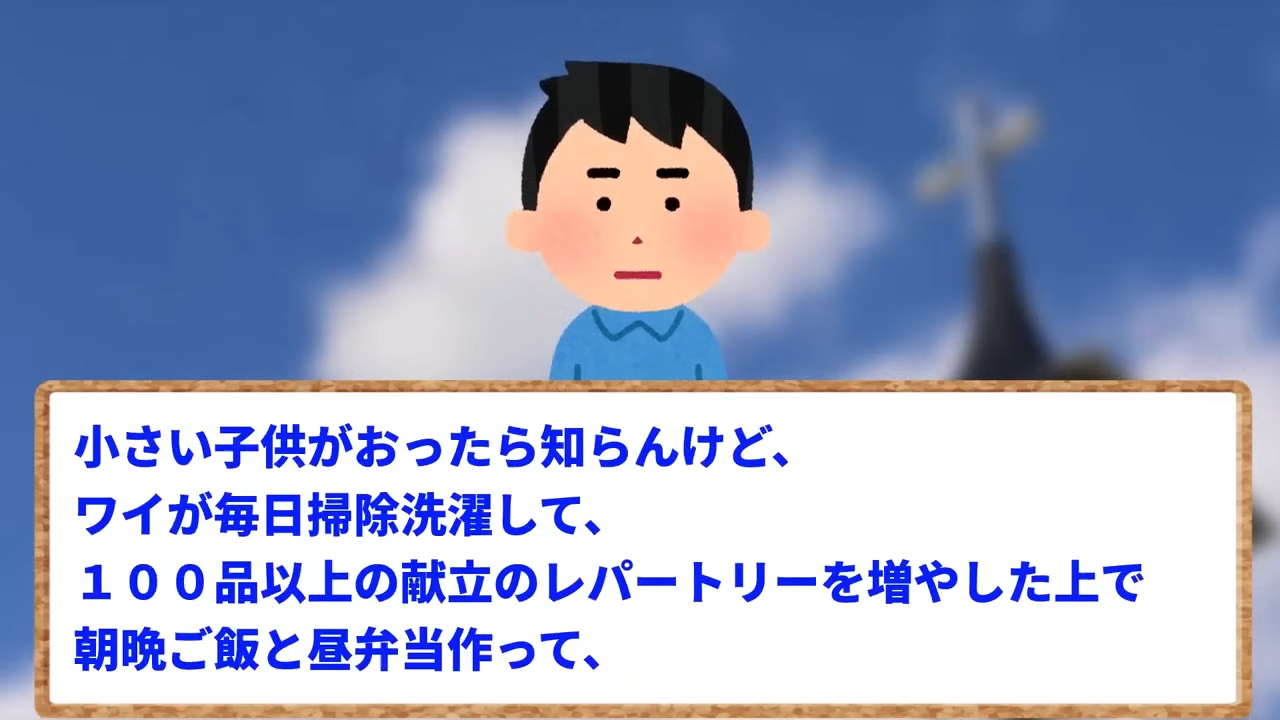 小さい子供がおったら知らんけど、
ワイが毎日掃除洗濯して、
１００品以上の献立のレパートリーを増やした上で
朝晩ご飯と昼弁当作って、